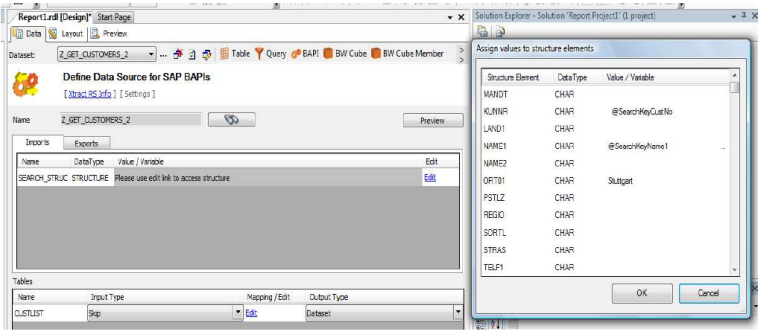 Report1.rdl [Design]* Start Page
Data Layout Preview
Dataset: Z_GET_CUSTOMERS_2 ... Table Query BAPI BW Cube BW Cube Member
Define Data Source for SAP BAPIs
[ Xtract RS Info ] [ Settings ]
Name Z_GET_CUSTOMERS_2 Preview
Imports Exports
Name DataType Value / Variable Edit
SEARCH_STRUC STRUCTURE Please use edit link to access structure Edit
Tables
Name Input Type Mapping / Edit Output Type
CUSTLIST Skip Edit Dataset
Solution Explorer - Solution 'Report Project1' (1 project)
Assign values to structure elements
Structure Element DataType Value / Variable
MANDT CHAR
KUNNR CHAR @SearchKeyCustNo
LAND1 CHAR
NAME1 CHAR @SearchKeyName1 ..
NAME2 CHAR
ORT01 CHAR Stuttgart
PSTLZ CHAR
REGIO CHAR
SORTL CHAR
STRAS CHAR
TELF1 CHAR
OK Cancel